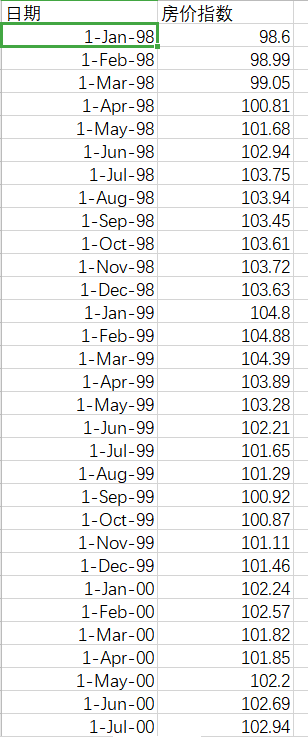 日期 房价指数
1-Jan-98 98.6
1-Feb-98 98.99
1-Mar-98 99.05
1-Apr-98 100.81
1-May-98 101.68
1-Jun-98 102.94
1-Jul-98 103.75
1-Aug-98 103.94
1-Sep-98 103.45
1-Oct-98 103.61
1-Nov-98 103.72
1-Dec-98 103.63
1-Jan-99 104.8
1-Feb-99 104.88
1-Mar-99 104.39
1-Apr-99 103.89
1-May-99 103.28
1-Jun-99 102.21
1-Jul-99 101.65
1-Aug-99 101.29
1-Sep-99 100.92
1-Oct-99 100.87
1-Nov-99 101.11
1-Dec-99 101.46
1-Jan-00 102.24
1-Feb-00 102.57
1-Mar-00 101.82
1-Apr-00 101.85
1-May-00 102.2
1-Jun-00 102.69
1-Jul-00 102.94